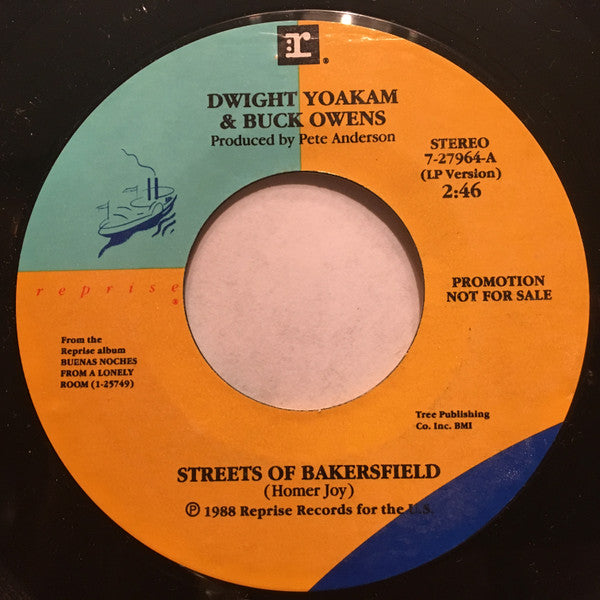 r
®
DWIGHT YOAKAM
& BUCK OWENS
Produced by Pete Anderson
STEREO
7-27964-A
(LP Version)
2:46
reprise
®
PROMOTION
NOT FOR SALE
From the
Reprise album
BUENAS NOCHES
FROM A LONELY
ROOM (1-25749)
Tree Publishing
Co. Inc. BMI
STREETS OF BAKERSFIELD
(Homer Joy)
℗ 1988 Reprise Records for the U.S.